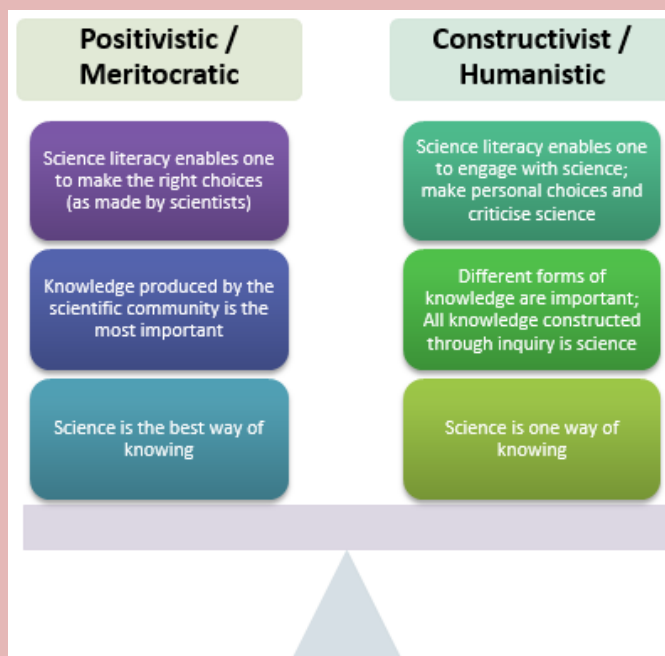 Positivistic /
Meritocratic
Science literacy enables one
to make the right choices
(as made by scientists)
Knowledge produced by the
scientific community is the
most important
Science is the best way of
knowing
Constructivist /
Humanistic
Science literacy enables one
to engage with science;
make personal choices and
criticise science
Different forms of
knowledge are important;
All knowledge constructed
through inquiry is science
Science is one way of
knowing